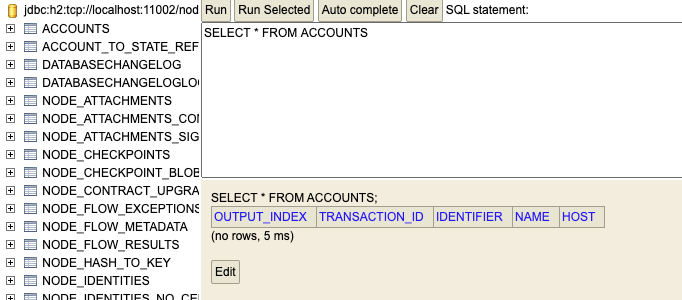 jdbc:h2:tcp://localhost:11002/nod
ACCOUNTS
ACCOUNT_TO_STATE_REF
DATABASECHANGELOG
DATABASECHANGELOGLO
NODE_ATTACHMENTS
NODE_ATTACHMENTS_CON
NODE_ATTACHMENTS_SIG
NODE_CHECKPOINTS
NODE_CHECKPOINT_BLOB
NODE_CONTRACT_UPGRA
NODE_FLOW_EXCEPTIONS
NODE_FLOW_METADATA
NODE_FLOW_RESULTS
NODE_HASH_TO_KEY
NODE_IDENTITIES
NODE_IDENTITIES_NO_CE
Run Run Selected Auto complete Clear SQL statement:
SELECT * FROM ACCOUNTS
SELECT * FROM ACCOUNTS;
OUTPUT_INDEX TRANSACTION_ID IDENTIFIER NAME HOST
(no rows, 5 ms)
Edit